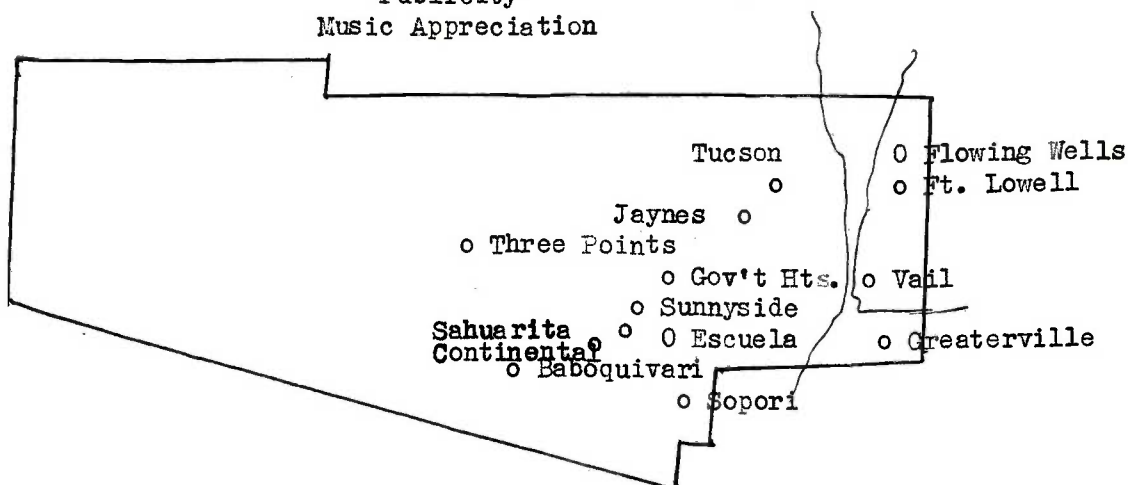 Music Appreciation
Tucson
o Flowing Wells
o
o Ft. Lowell
Jaynes o
o Three Points
o Gov't Hts.
o Vail
o Sunnyside
Sahuarita o
o Escuela
o Greaterville
Continental o
o Baboquivari
o Sopori